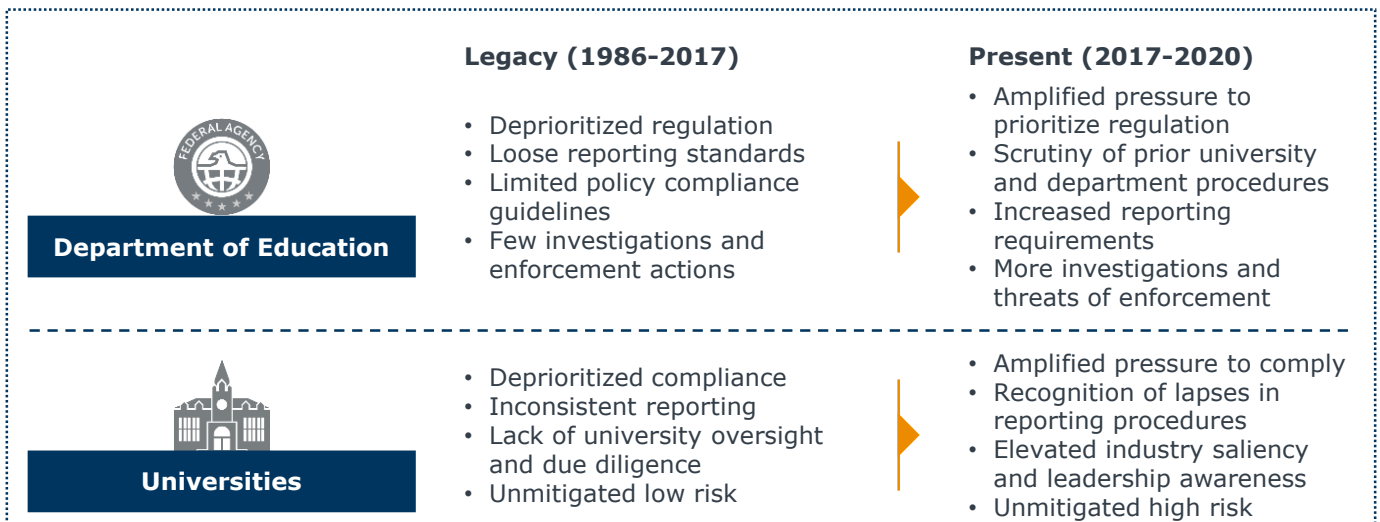 Legacy (1986-2017)
Present (2017-2020)
FEDERAL AGENCY
Department of Education
• Deprioritized regulation
• Loose reporting standards
• Limited policy compliance
guidelines
• Few investigations and
enforcement actions
• Amplified pressure to
prioritize regulation
• Scrutiny of prior university
and department procedures
• Increased reporting
requirements
• More investigations and
threats of enforcement
Universities
• Deprioritized compliance
• Inconsistent reporting
• Lack of university oversight
and due diligence
• Unmitigated low risk
• Amplified pressure to comply
• Recognition of lapses in
reporting procedures
• Elevated industry saliency
and leadership awareness
• Unmitigated high risk